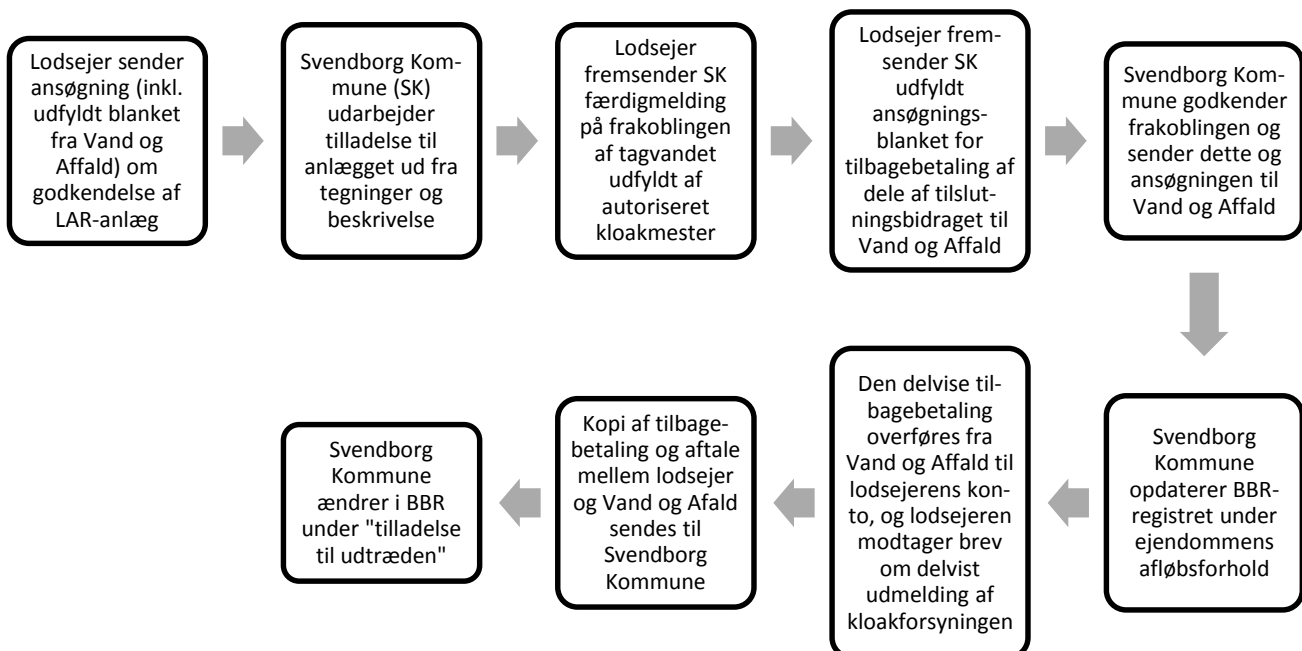 Lodsejer sender
ansøgning (inkl.
udfyldt blanket
fra Vand og
Affald) om
godkendelse af
LAR-anlæg
Svendborg Kom-
mune (SK)
udarbejder
tilladelse til
anlægget ud fra
tegninger og
beskrivelse
Lodsejer
fremsender SK
færdigmelding
på frakoblingen
af tagvandet
udfyldt af
autoriseret
kloakmester
Lodsejer frem-
sender SK
udfyldt
ansøgnings-
blanket for
tilbagebetaling af
dele af tilslut-
ningsbidraget til
Vand og Affald
Svendborg Kom-
mune godkender
frakoblingen og
sender dette og
ansøgningen til
Vand og Affald
Svendborg
Kommune
opdaterer BBR-
registret under
ejendommens
afløbsforhold
Den delvise til-
bagebetaling
overføres fra
Vand og Affald til
lodsejerens kon-
to, og lodsejeren
modtager brev
om delvist
udmelding af
kloakforsyningen
Kopi af tilbage-
betaling og aftale
mellem lodsejer
og Vand og Afald
sendes til
Svendborg
Kommune
Svendborg
Kommune
ændrer i BBR
under "tilladelse
til udtræden"